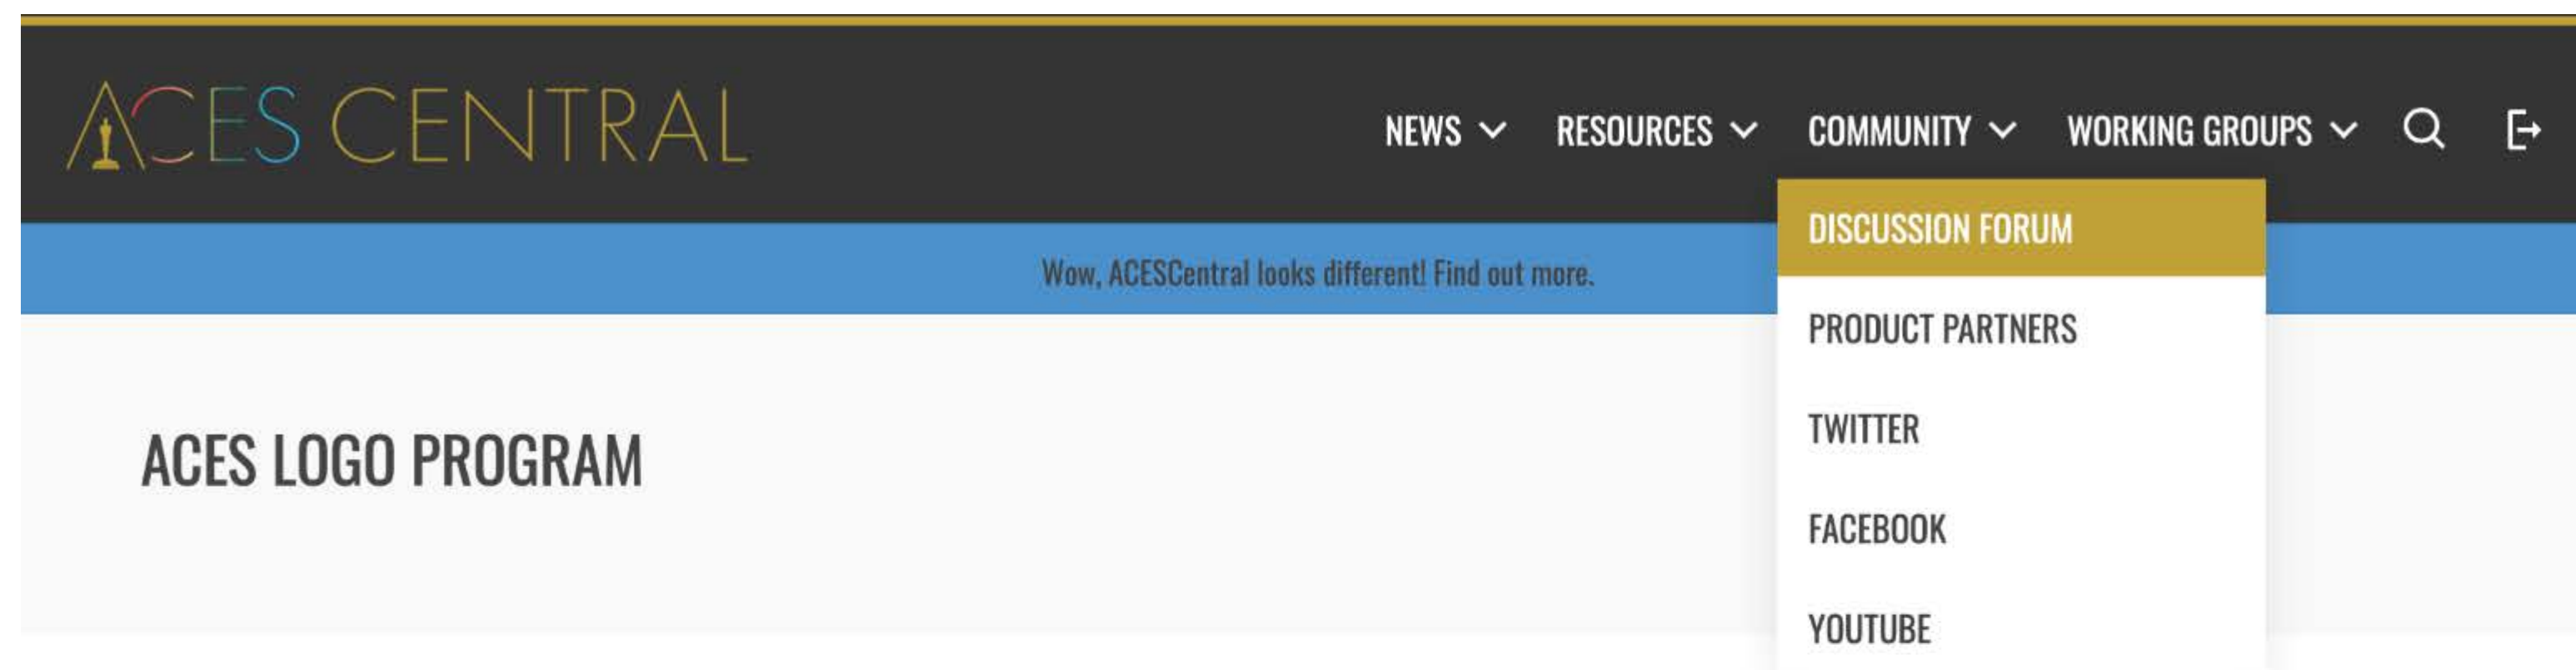 ACES CENTRAL
NEWS RESOURCES COMMUNITY WORKING GROUPS
DISCUSSION FORUM
Wow, ACESCentral looks different! Find out more.
PRODUCT PARTNERS
TWITTER
ACES LOGO PROGRAM
FACEBOOK
YOUTUBE